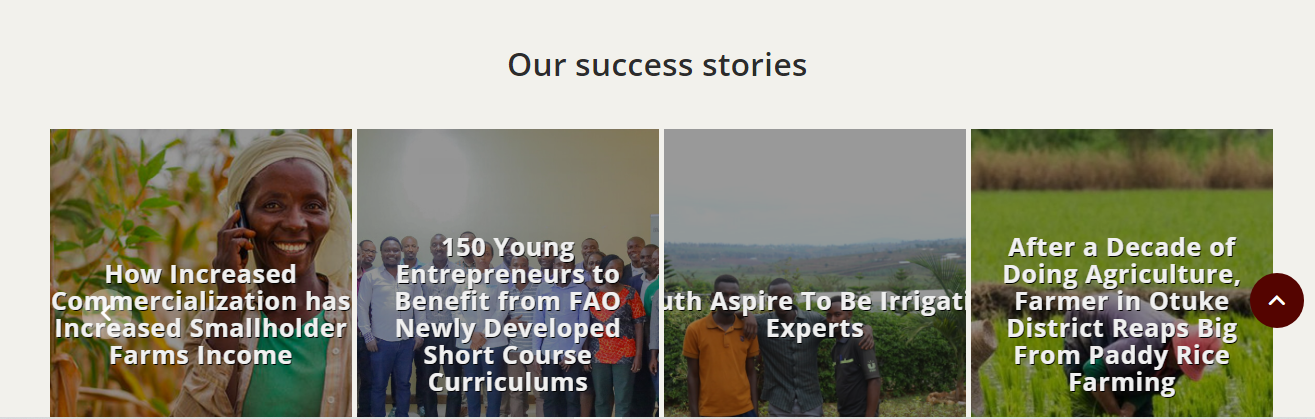 Our success stories
How Increased
Commercialization has
Increased Smallholder
Farms Income
150 Young
Entrepreneurs to
Benefit from FAO
Newly Developed
Short Course
Curriculums
uth Aspire To Be Irrigati
Experts
After a Decade of
Doing Agriculture,
Farmer in Otuke
District Reaps Big
From Paddy Rice
Farming